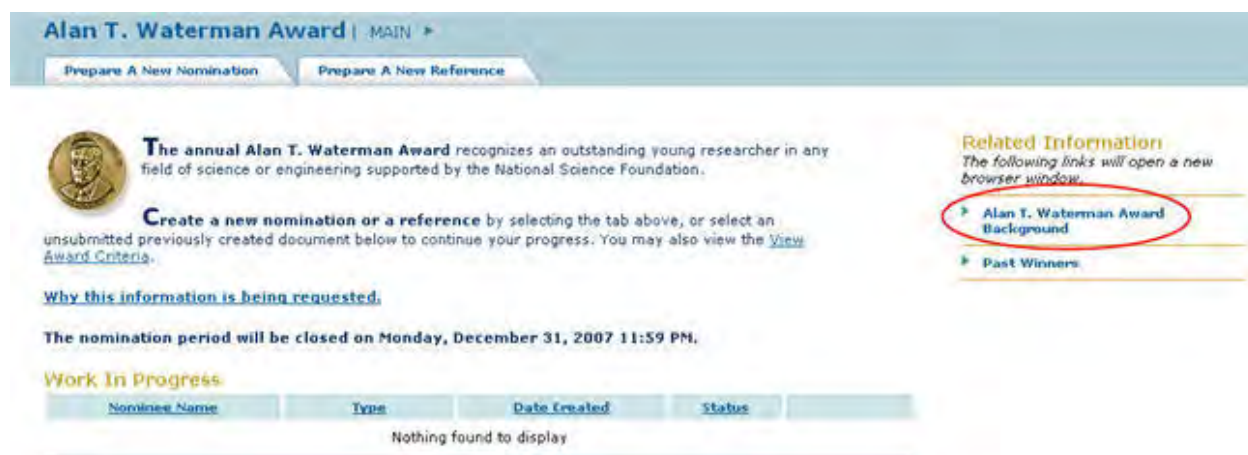 Alan T. Waterman Award | MAIN
Prepare A New Nomination
Prepare A New Reference
The annual Alan T. Waterman Award recognizes an outstanding young researcher in any
field of science or engineering supported by the National Science Foundation.
Create a new nomination or a reference by selecting the tab above, or select an
unsubmitted previously created document below to continue your progress. You may also view the View
Award Criteria.
Why this information is being requested.
The nomination period will be closed on Monday, December 31, 2007 11:59 PM.
Work In Progress
Nominee Name Type Date Created Status
Nothing found to display
Related Information
The following links will open a new
browser window.
Alan T. Waterman Award
Background
Past Winners